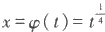 x = φ ( t ) = t^{1/4}